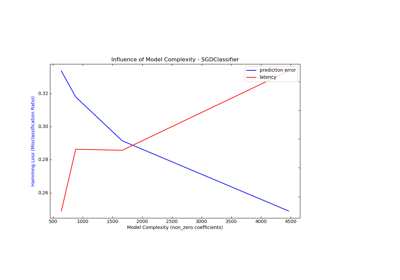 Influence of Model Complexity - SGDClassifier
prediction error
latency
Hamming Loss (Misclassification Ratio)
0.32
0.30
0.28
0.26
500 1000 1500 2000 2500 3000 3500 4000 4500
Model Complexity (non_zero coefficients)